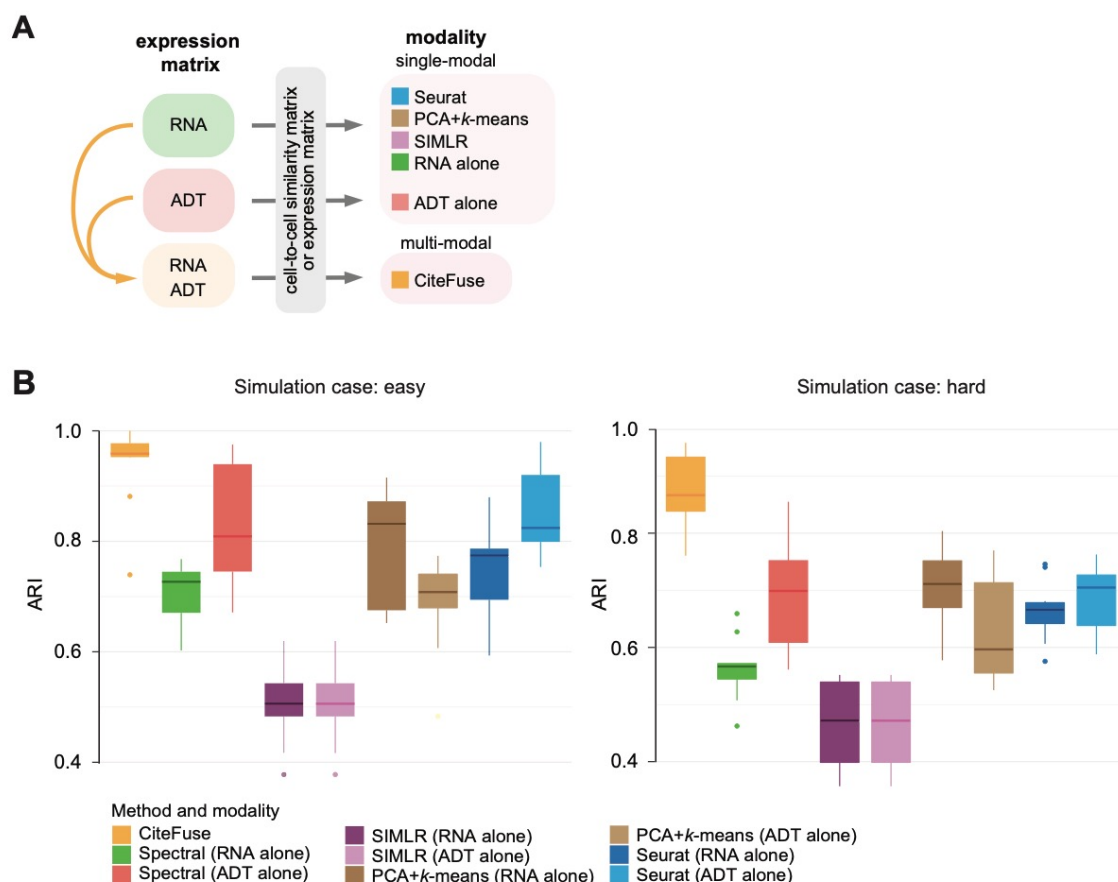 A
expression
matrix
modality
single-modal
RNA
ADT
RNA
ADT
cell-to-cell similarity matrix
or expression matrix
Seurat
PCA+k-means
SIMLR
RNA alone
ADT alone
multi-modal
CiteFuse
B
Simulation case: easy
ARI
1.0
0.8
0.6
0.4
Simulation case: hard
ARI
1.0
0.8
0.6
0.4
Method and modality
CiteFuse
Spectral (RNA alone)
Spectral (ADT alone)
SIMLR (RNA alone)
SIMLR (ADT alone)
PCA+k-means (RNA alone)
PCA+k-means (ADT alone)
Seurat (RNA alone)
Seurat (ADT alone)